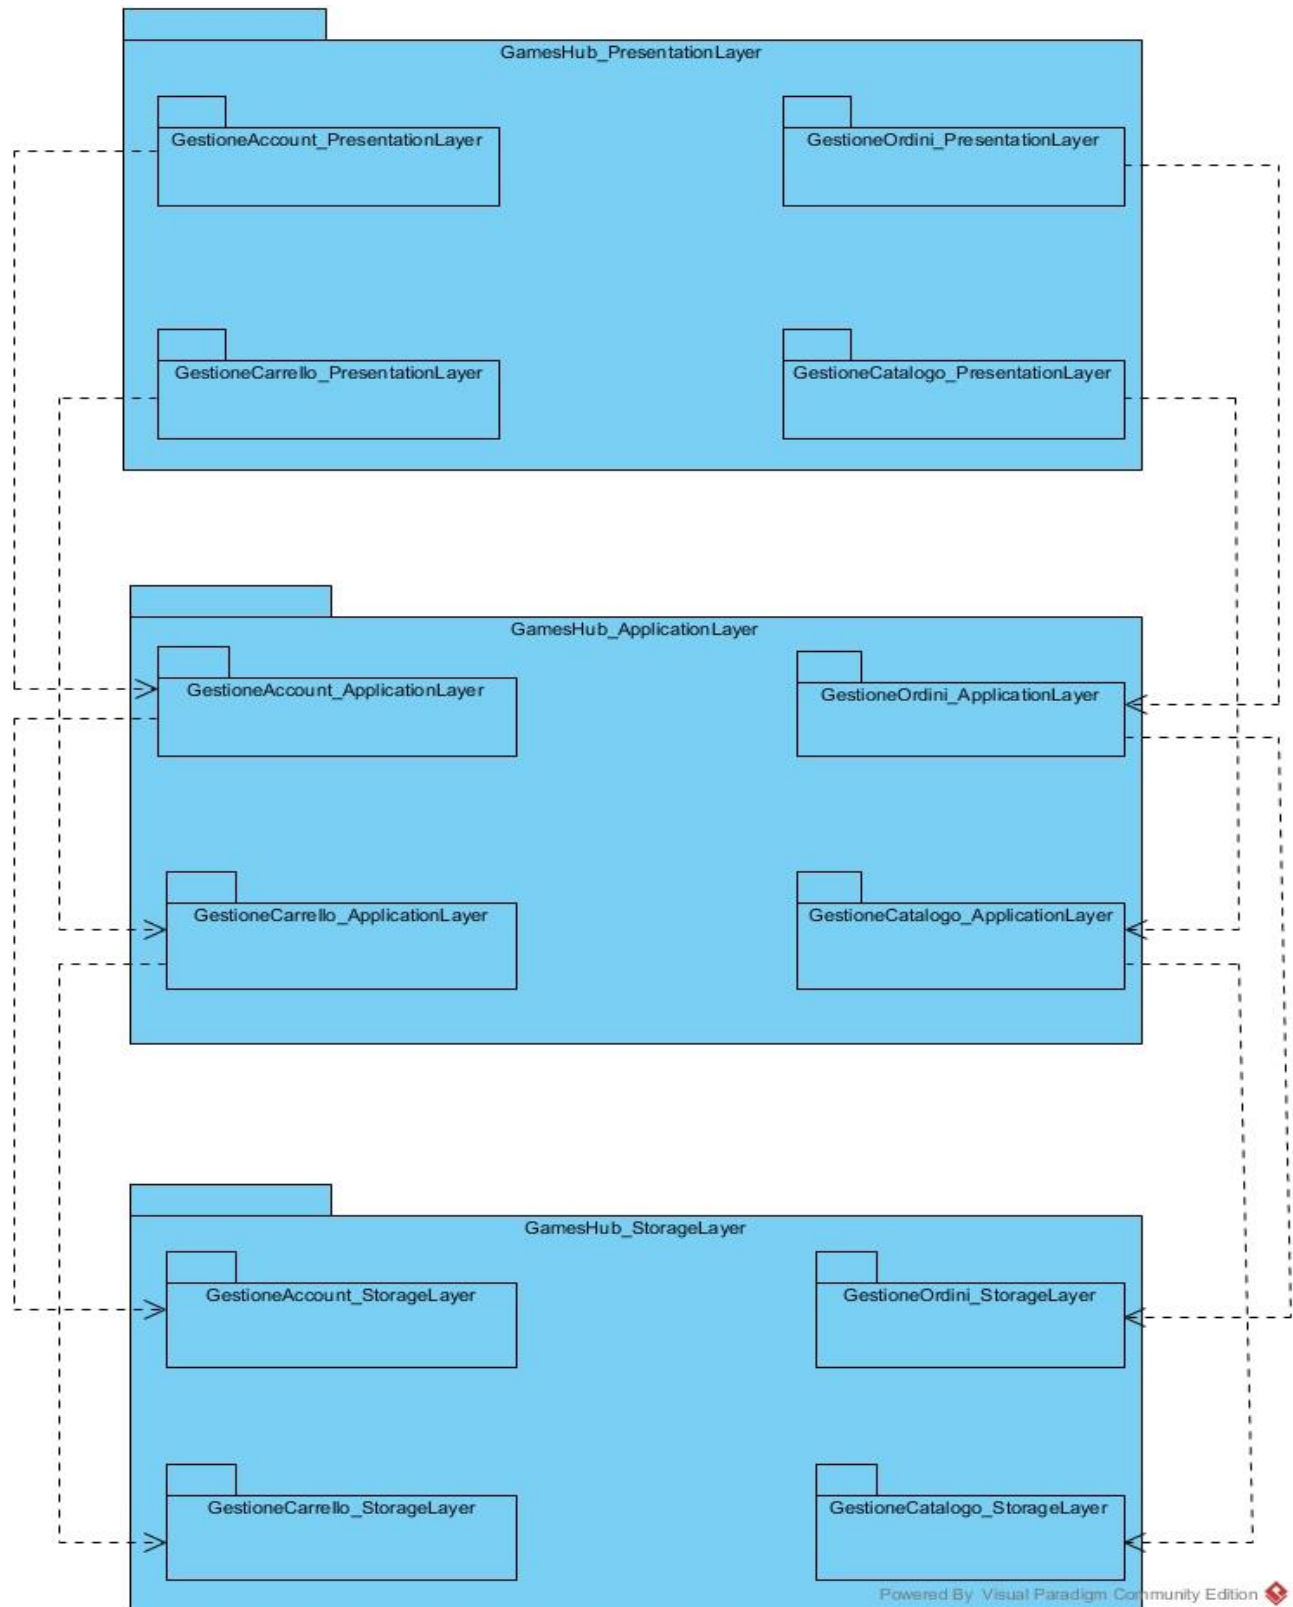 GamesHub_PresentationLayer
GestioneAccount_PresentationLayer
GestioneOrdini_PresentationLayer
GestioneCarrello_PresentationLayer
GestioneCatalogo_PresentationLayer
GamesHub_ApplicationLayer
GestioneAccount_ApplicationLayer
GestioneOrdini_ApplicationLayer
GestioneCarrello_ApplicationLayer
GestioneCatalogo_ApplicationLayer
GamesHub_StorageLayer
GestioneAccount_StorageLayer
GestioneOrdini_StorageLayer
GestioneCarrello_StorageLayer
GestioneCatalogo_StorageLayer
Powered By Visual Paradigm Community Edition